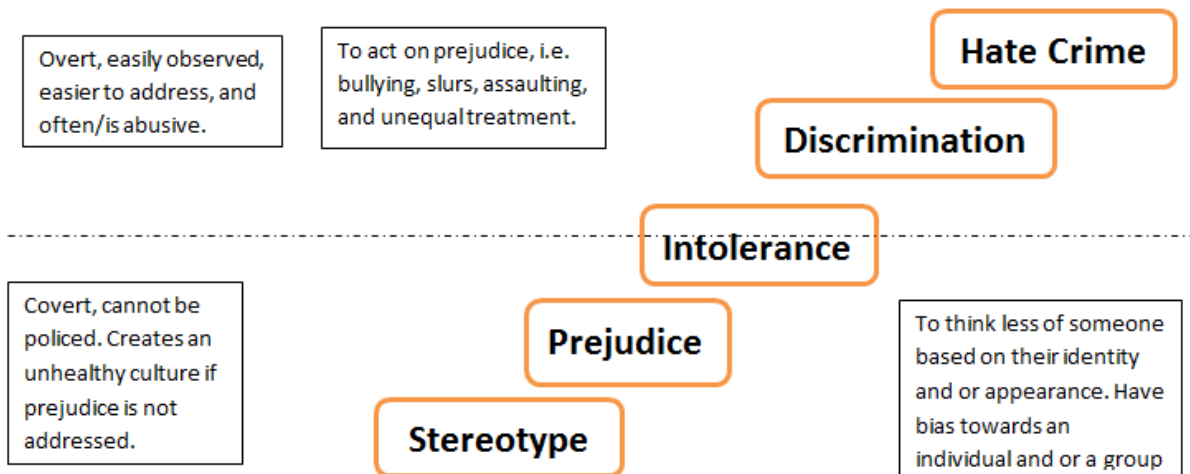 Overt, easily observed,
easier to address, and
often/is abusive.
To act on prejudice, i.e.
bullying, slurs, assaulting,
and unequal treatment.
Hate Crime
Discrimination
Intolerance
Covert, cannot be
policed. Creates an
unhealthy culture if
prejudice is not
addressed.
Prejudice
Stereotype
To think less of someone
based on their identity
and or appearance. Have
bias towards an
individual and or a group